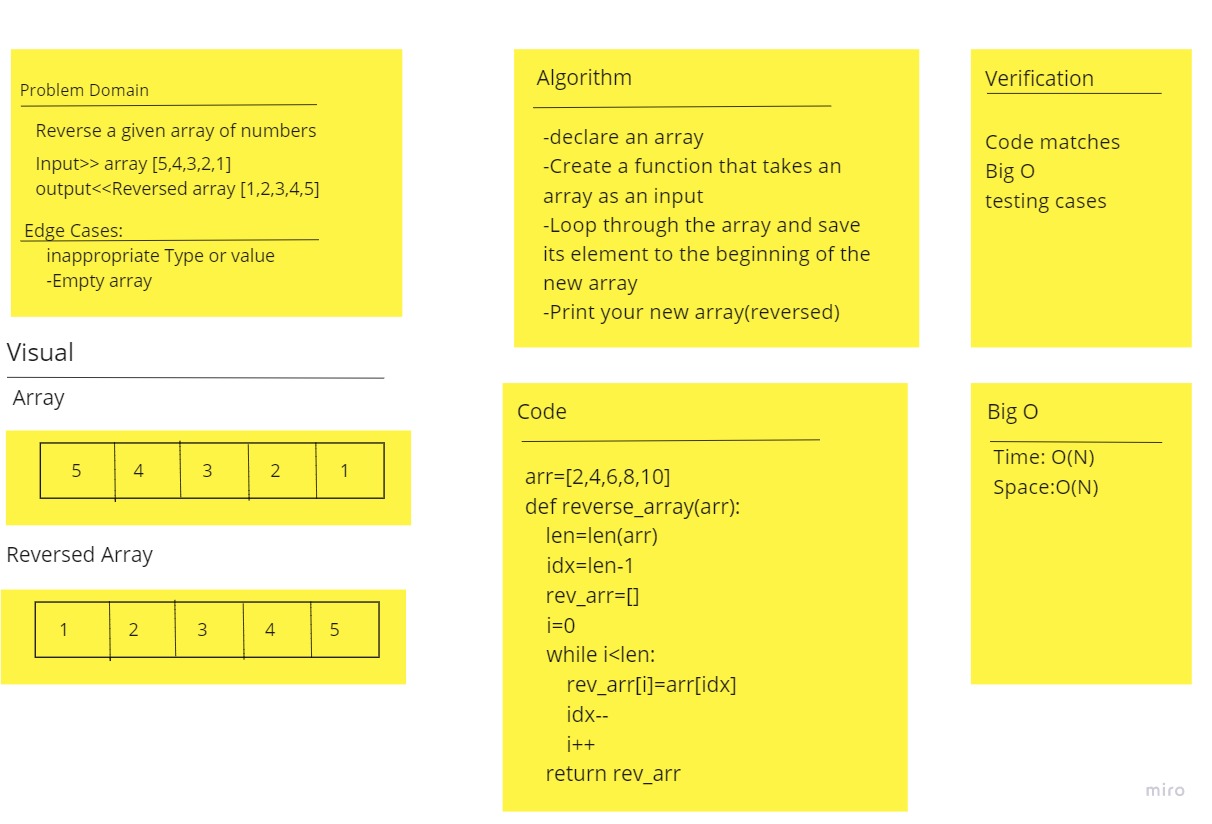 Problem Domain
Reverse a given array of numbers
Input>> array [5,4,3,2,1]
output<<Reversed array [1,2,3,4,5]
Edge Cases:
inappropriate Type or value
-Empty array
Visual
Array
5 4 3 2 1
Reversed Array
1 2 3 4 5
Algorithm
-declare an array
-Create a function that takes an
array as an input
-Loop through the array and save
its element to the beginning of the
new array
-Print your new array(reversed)
Code
arr=[2,4,6,8,10]
def reverse_array(arr):
len=len(arr)
idx=len-1
rev_arr=[]
i=0
while i<len:
rev_arr[i]=arr[idx]
idx--
i++
return rev_arr
Verification
Code matches
Big O
testing cases
Big O
Time: O(N)
Space:O(N)
miro